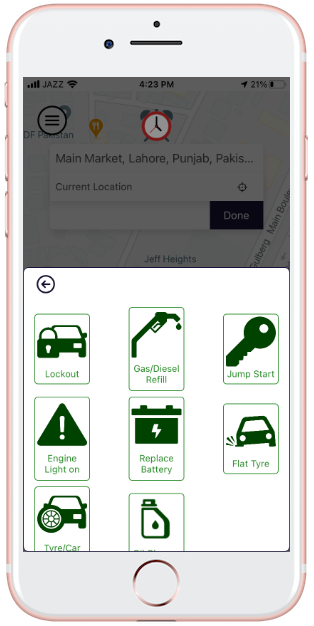 JAZZ
4:23 PM
21%
DF Pakistan
Main Market, Lahore, Punjab, Pakis...
Current Location
Done
Main Boule
Gulberg
Jeff Heights
Lockout
Gas/Diesel
Refill
Jump Start
Engine
Light on
Replace
Battery
Flat Tyre
Tyre/Car